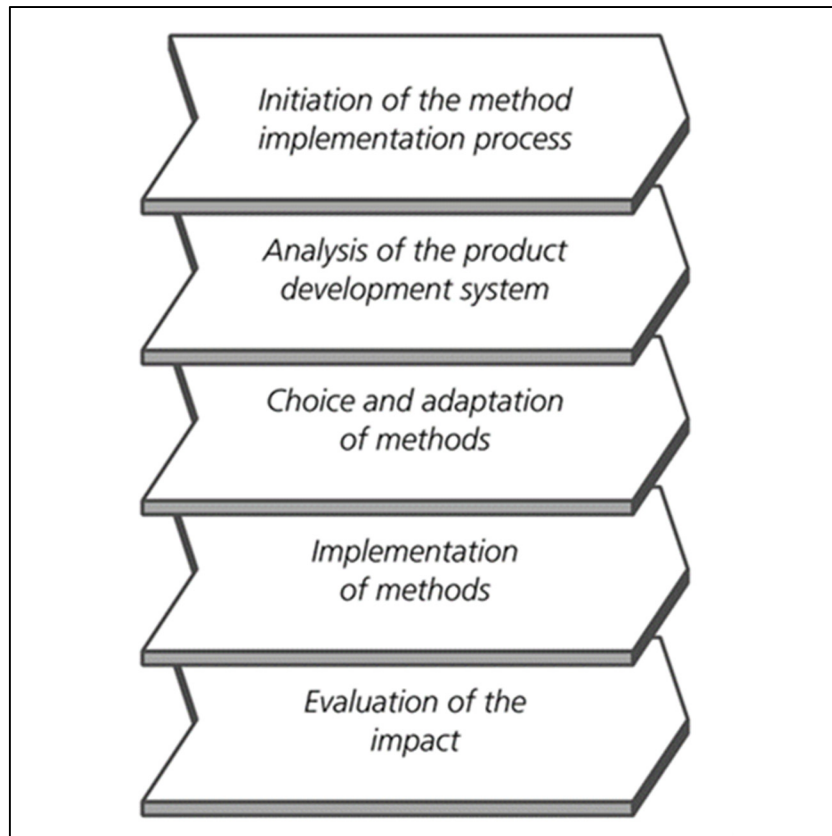 Initiation of the method
implementation process
Analysis of the product
development system
Choice and adaptation
of methods
Implementation
of methods
Evaluation of the
impact